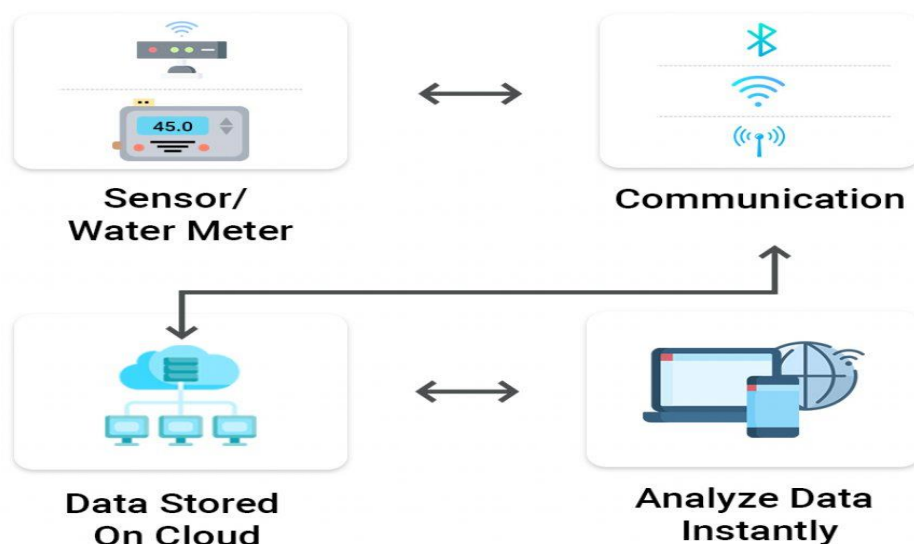 45.0
Sensor/
Water Meter
Communication
Data Stored
On Cloud
Analyze Data
Instantly